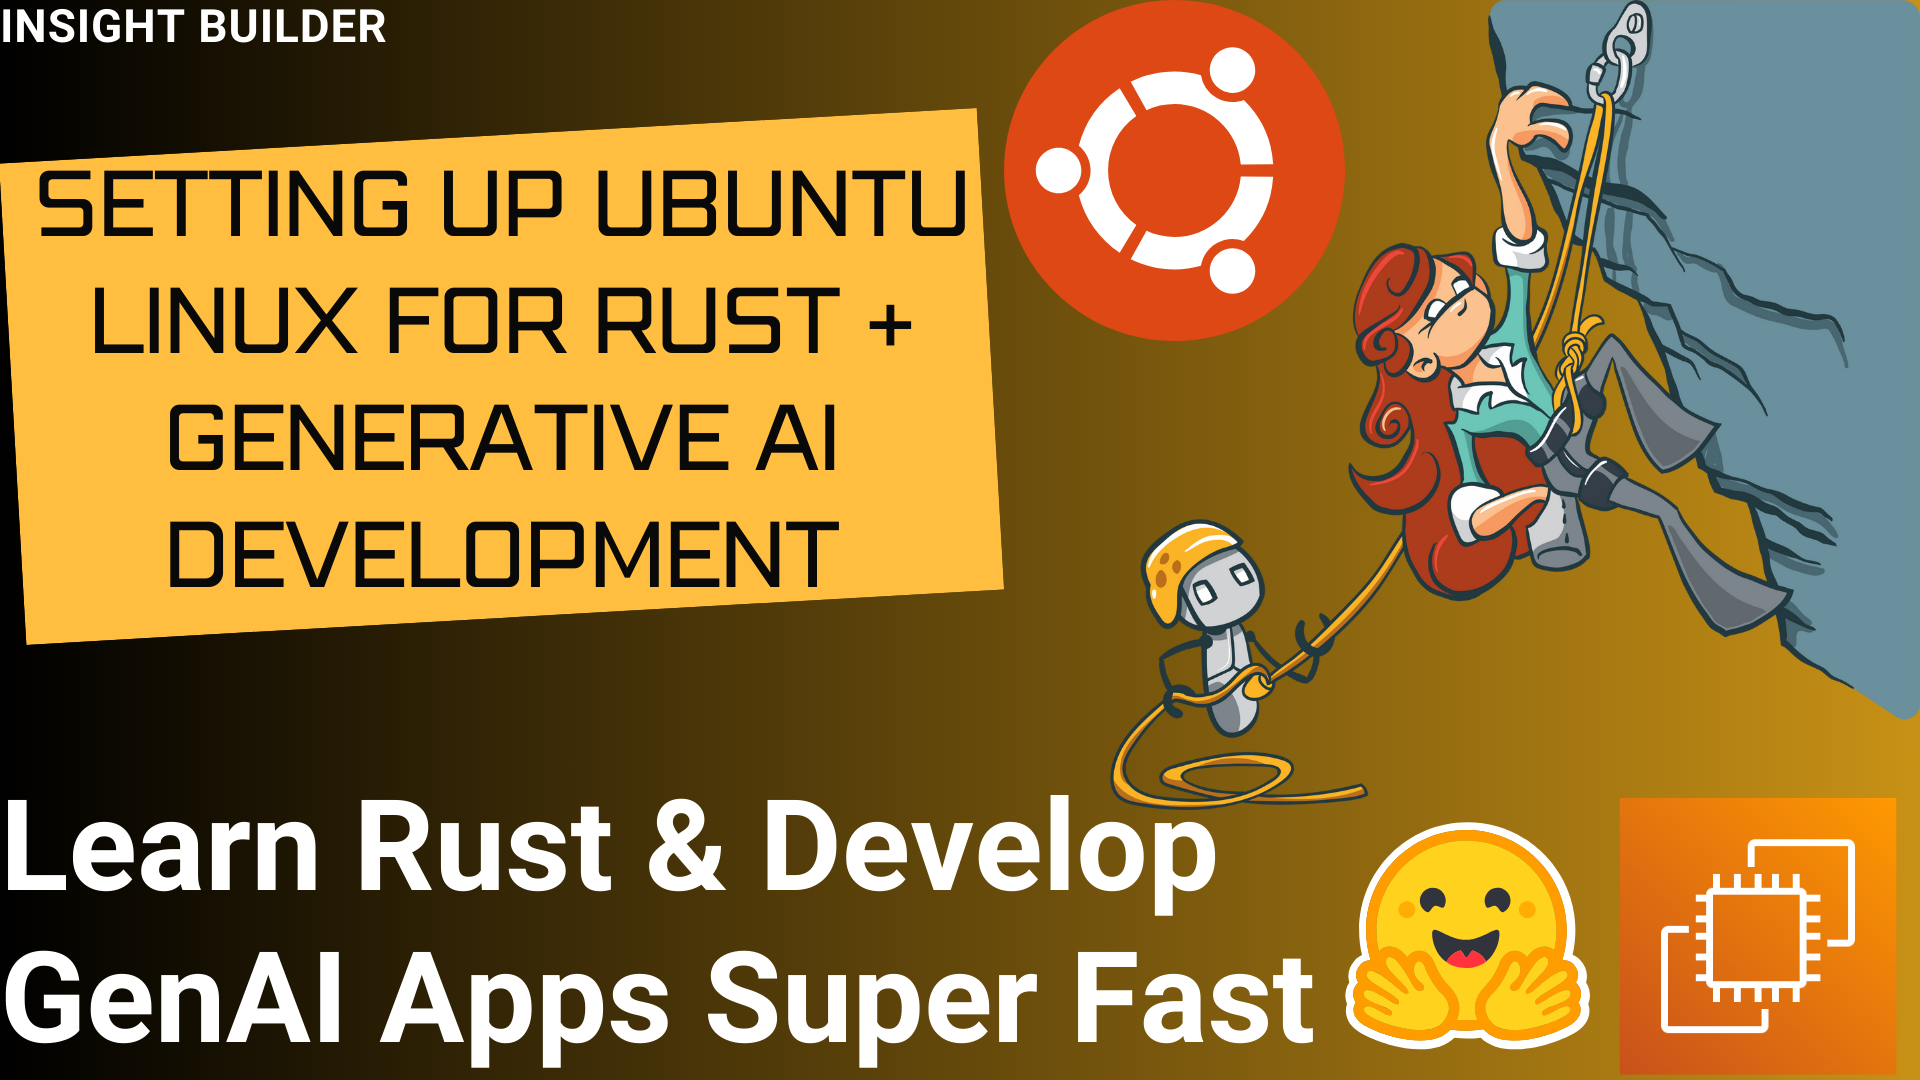 INSIGHT BUILDER
SETTING UP UBUNTU
LINUX FOR RUST +
GENERATIVE AI
DEVELOPMENT
Learn Rust & Develop
GenAI Apps Super Fast